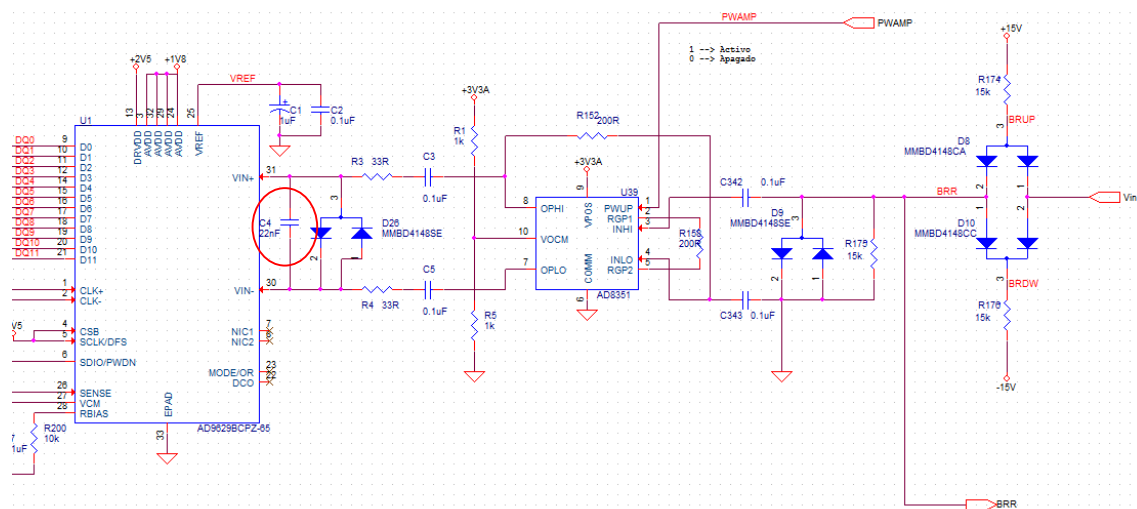 PWAMP
PWAMP
1 --> Activo
0 --> Apagado
+15V
R174
15k
BRUP
3
D8
MMBD4148CA
1
2
BRR
Vin
1
2
D10
MMBD4148CC
3
BRDW
R176
15k
-15V
BRR
+2V5
+1V8
VREF
C1
1uF
C2
0.1uF
+3V3A
R1
1k
R152
200R
+3V3A
U39
U1
13
3
32
29
24
25
DRVDD
AVDD
AVDD
AVDD
AVDD
VREF
DQ0 9 D0
DQ1 10 D1
DQ2 11 D2
DQ3 12 D3
DQ4 14 D4
DQ5 15 D5
DQ6 16 D6
DQ7 17 D7
DQ8 18 D8
DQ9 19 D9
DQ10 20 D10
DQ11 21 D11
1 CLK+
2 CLK-
V5
4 CSB
5 SCLK/DFS
6 SDIO/PWDN
26 SENSE
27 VCM
28 RBIAS
R200
10k
1uF
EPAD
33
AD9629BCPZ-65
VIN+ 31
VIN- 30
NIC1 7
NIC2 8
MODE/OR 23
DCO 22
C4
22nF
3
D26
MMBD4148SE
2
1
R3 33R
C3
0.1uF
R4 33R
C5
0.1uF
R5
1k
9
VPOS
8 OPHI
10 VOCM
7 OPLO
COMM
6
PWUP 1
RGP1 2
INHI 3
INLO 4
RGP2 5
AD8351
200R
C342 0.1uF
C343 0.1uF
D9
MMBD4148SE
3
2
1
15k